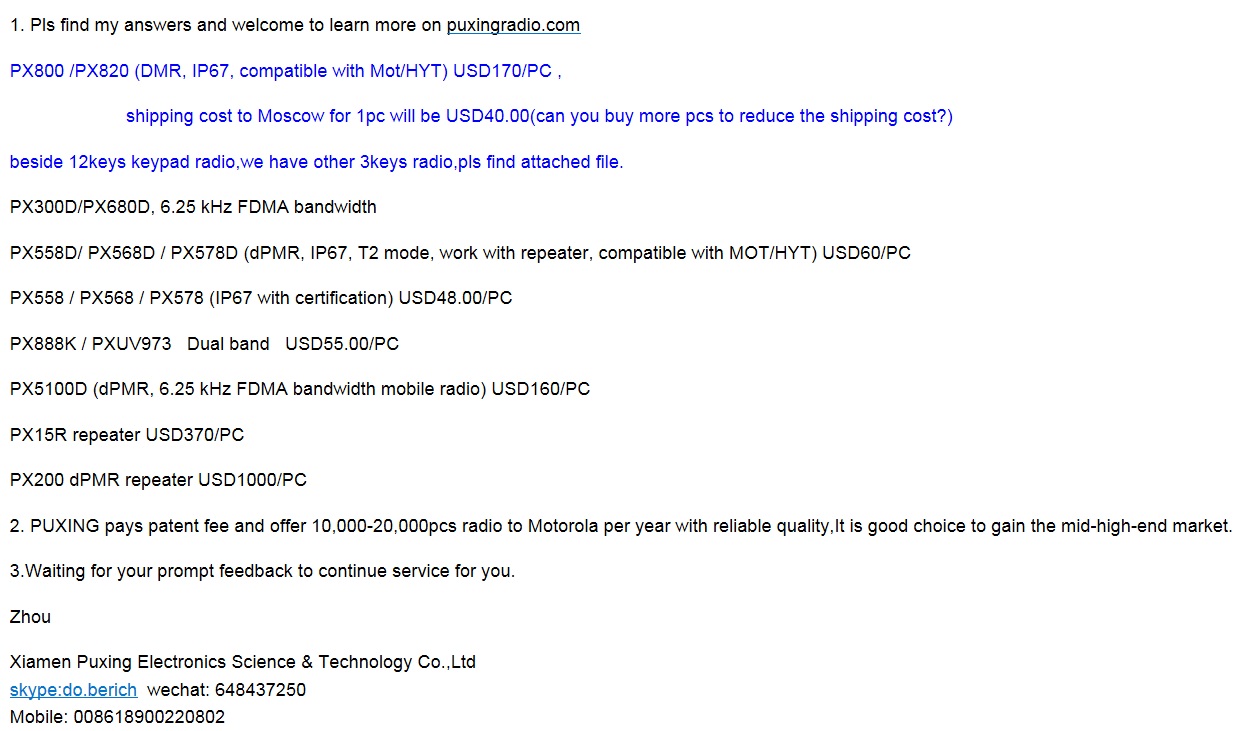 1. Pls find my answers and welcome to learn more on puxingradio.com
PX800 /PX820 (DMR, IP67, compatible with Mot/HYT) USD170/PC ,
shipping cost to Moscow for 1pc will be USD40.00(can you buy more pcs to reduce the shipping cost?)
beside 12keys keypad radio,we have other 3keys radio,pls find attached file.
PX300D/PX680D, 6.25 kHz FDMA bandwidth
PX558D/ PX568D / PX578D (dPMR, IP67, T2 mode, work with repeater, compatible with MOT/HYT) USD60/PC
PX558 / PX568 / PX578 (IP67 with certification) USD48.00/PC
PX888K / PXUV973   Dual band   USD55.00/PC
PX5100D (dPMR, 6.25 kHz FDMA bandwidth mobile radio) USD160/PC
PX15R repeater USD370/PC
PX200 dPMR repeater USD1000/PC
2. PUXING pays patent fee and offer 10,000-20,000pcs radio to Motorola per year with reliable quality,It is good choice to gain the mid-high-end market.
3.Waiting for your prompt feedback to continue service for you.
Zhou
Xiamen Puxing Electronics Science & Technology Co.,Ltd
skype:do.berich  wechat: 648437250
Mobile: 008618900220802